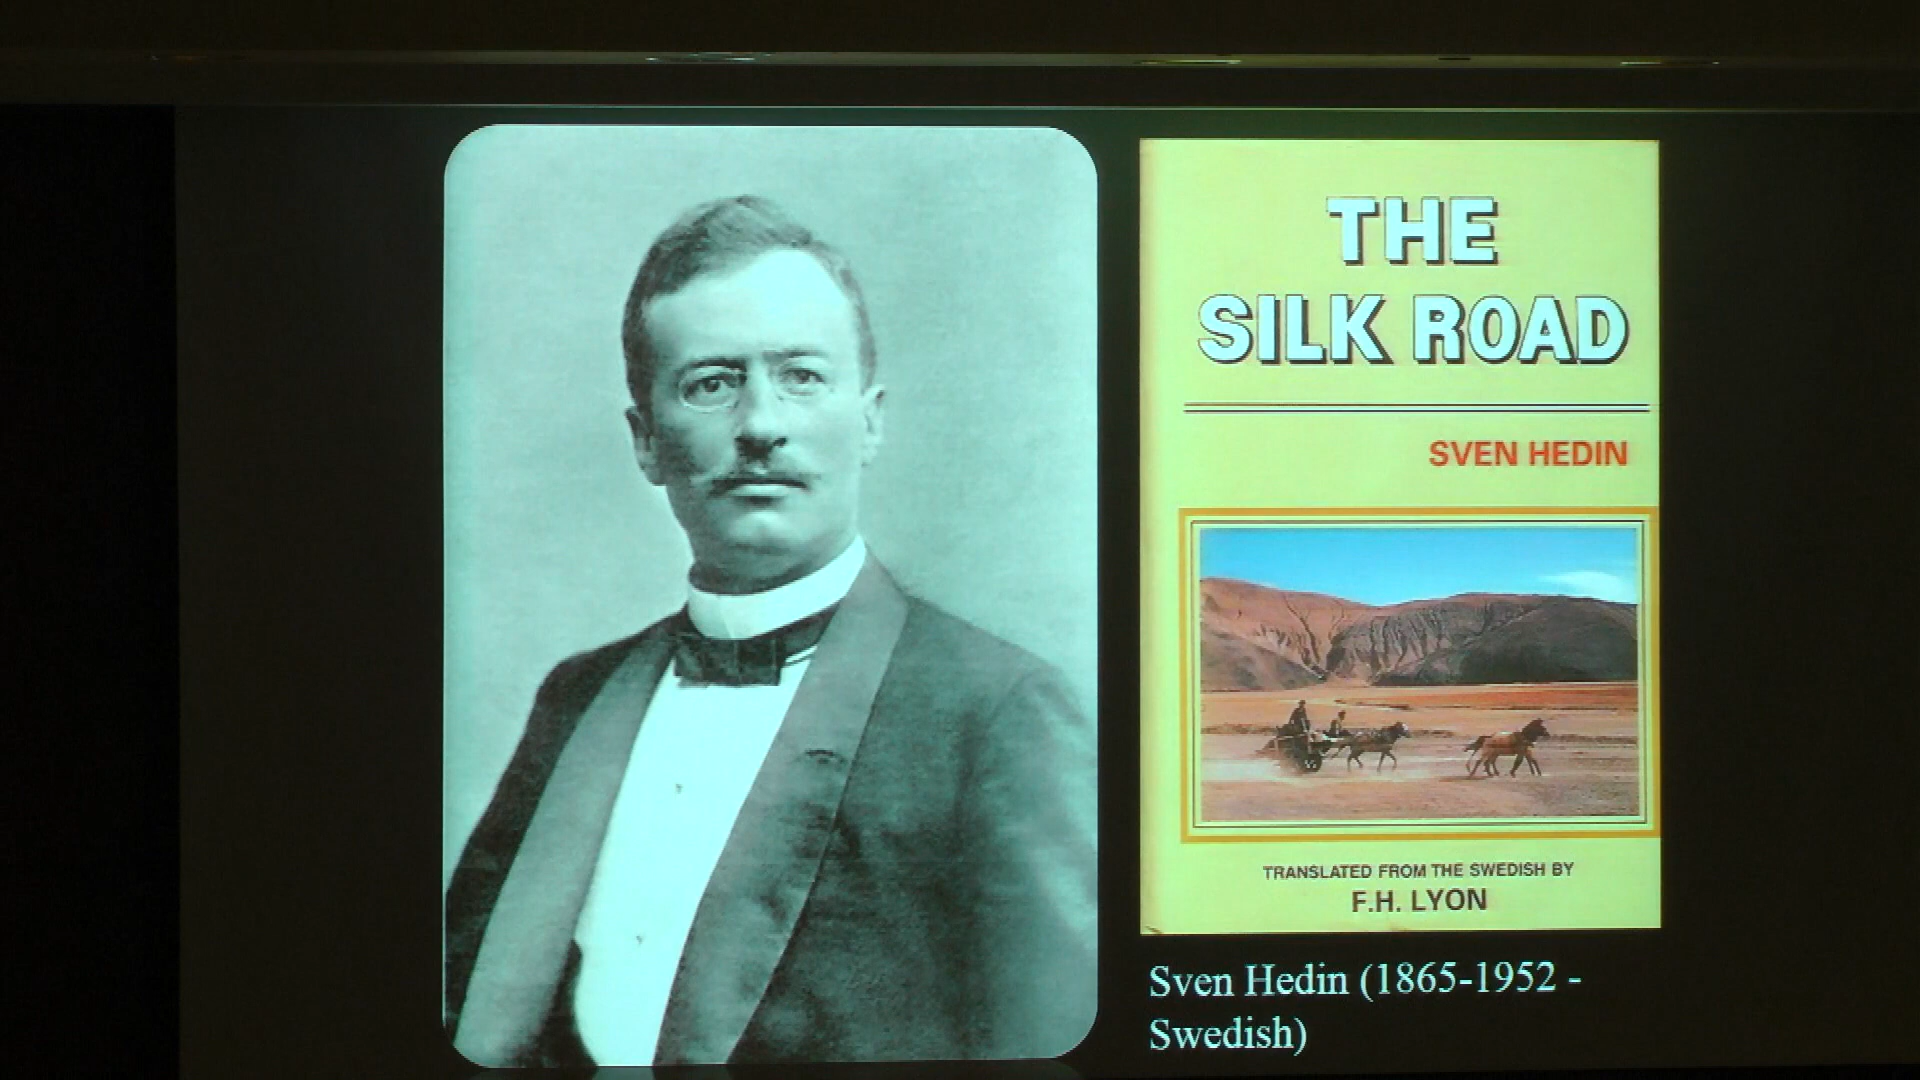 THE
SILK ROAD
SVEN HEDIN
TRANSLATED FROM THE SWEDISH BY
F.H. LYON
Sven Hedin (1865-1952 -
Swedish)